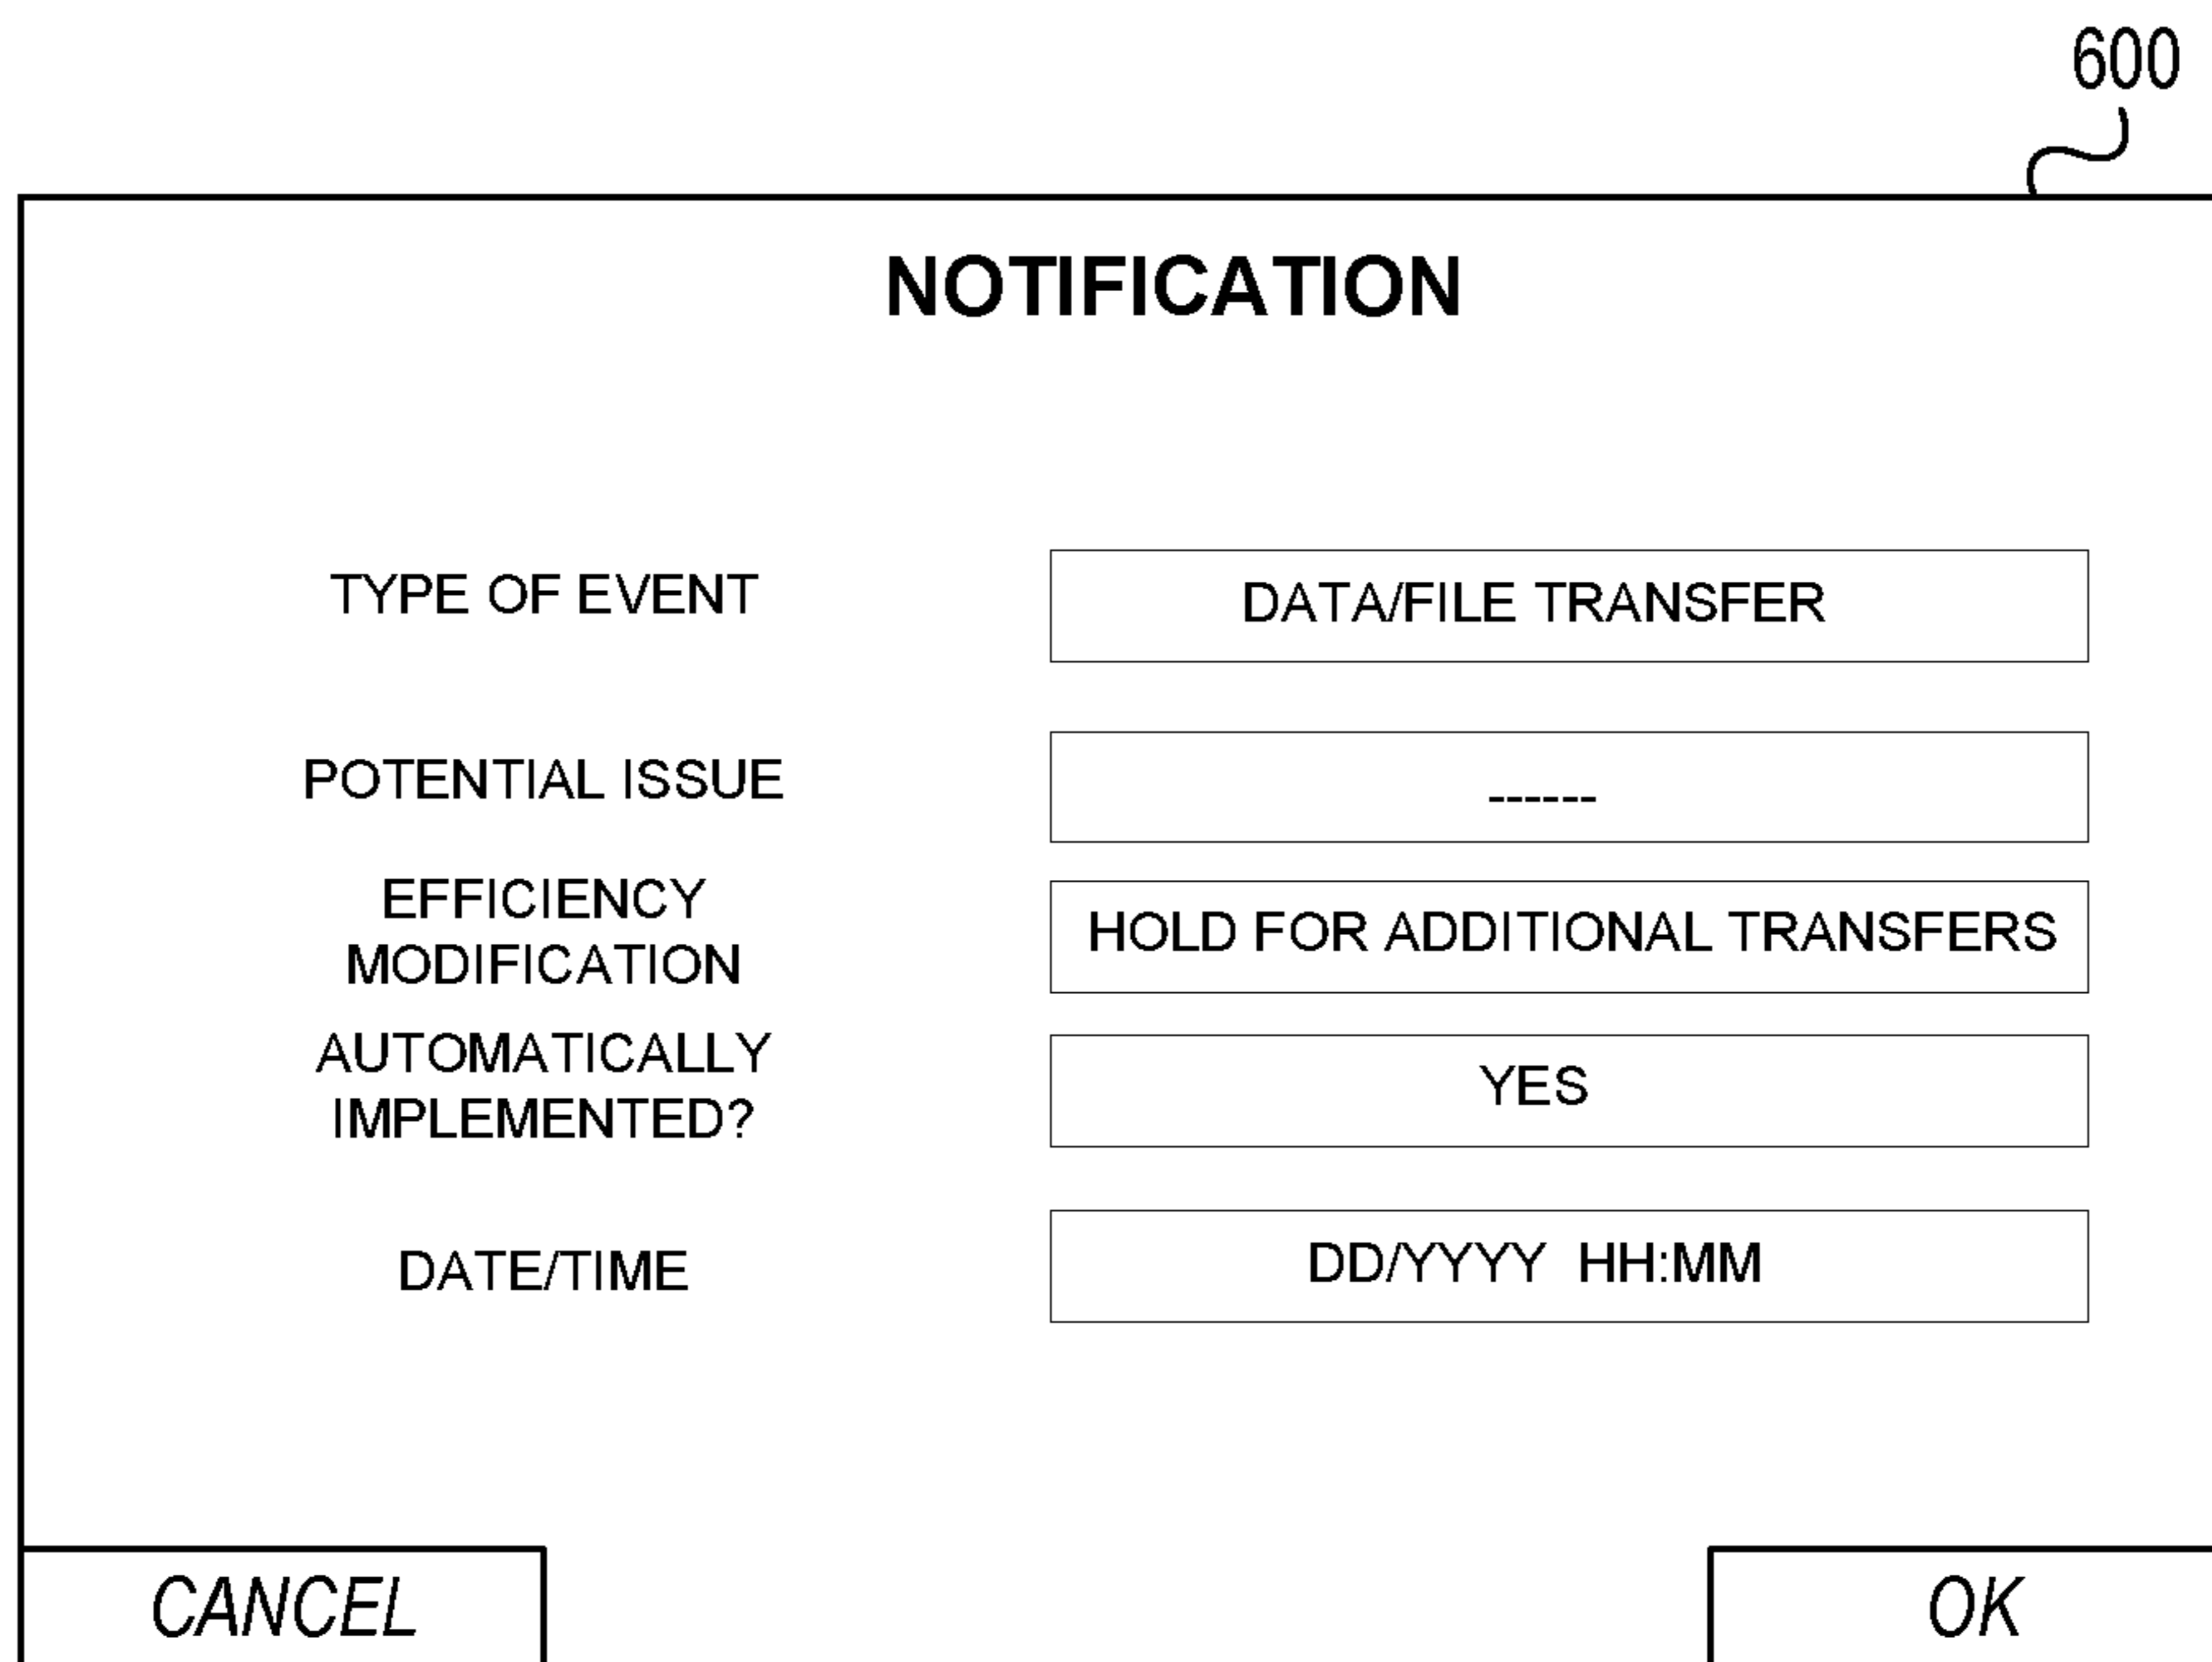 600
NOTIFICATION
TYPE OF EVENT DATA/FILE TRANSFER
POTENTIAL ISSUE ------
EFFICIENCY
MODIFICATION
HOLD FOR ADDITIONAL TRANSFERS
AUTOMATICALLY
IMPLEMENTED?
YES
DATE/TIME DD/YYYY HH:MM
CANCEL OK